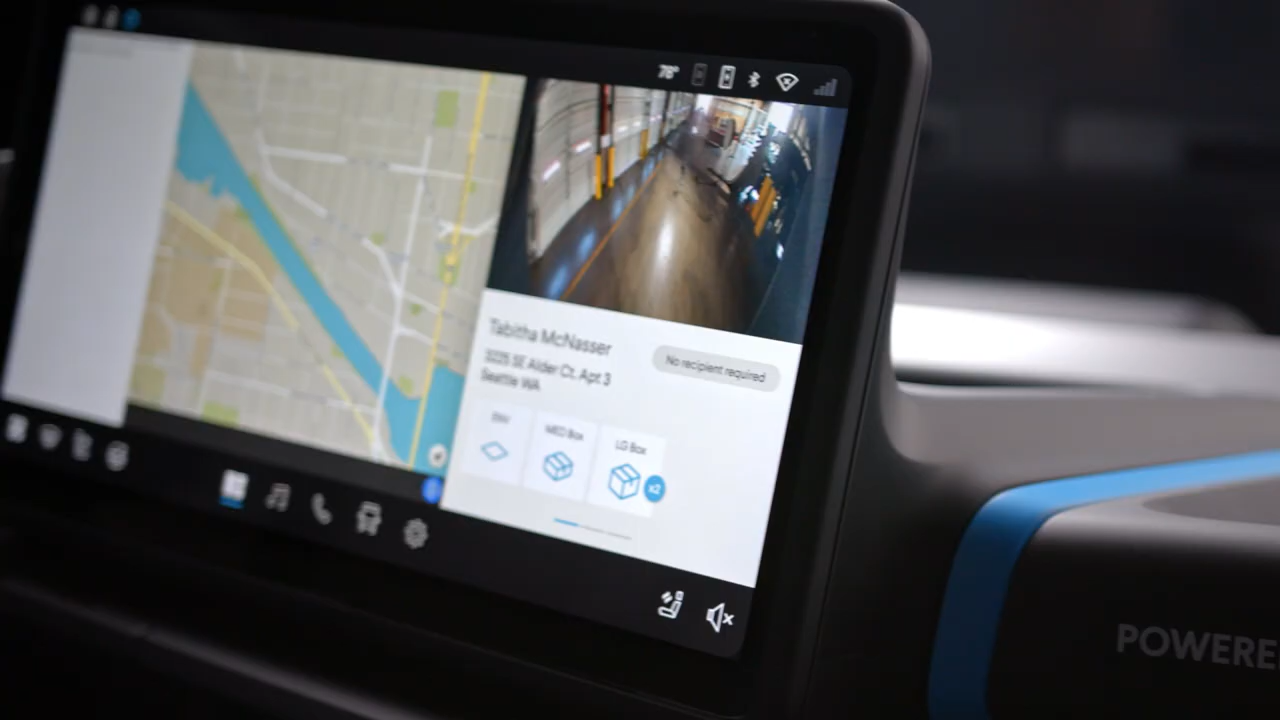 78°
Tabitha McNasser
No recipient required
3225 SE Alder Ct. Apt 3
Seattle WA
ENV
MED Box
LG Box
x2
POWERE